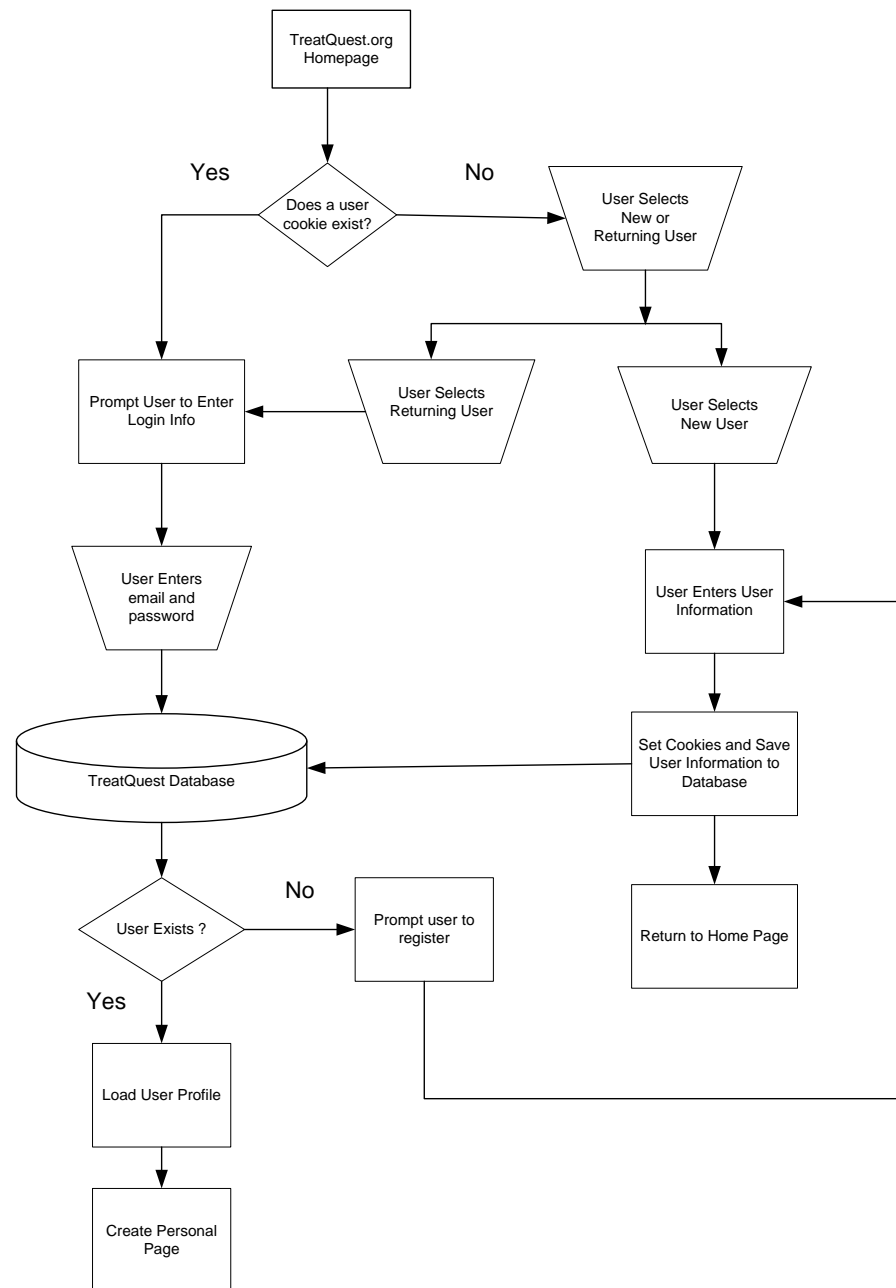 TreatQuest.org
Homepage
Yes
No
Does a user
cookie exist?
User Selects
New or
Returning User
Prompt User to Enter
Login Info
User Selects
Returning User
User Selects
New User
User Enters
email and
password
User Enters User
Information
TreatQuest Database
Set Cookies and Save
User Information to
Database
User Exists ?
No
Prompt user to
register
Return to Home Page
Yes
Load User Profile
Create Personal
Page